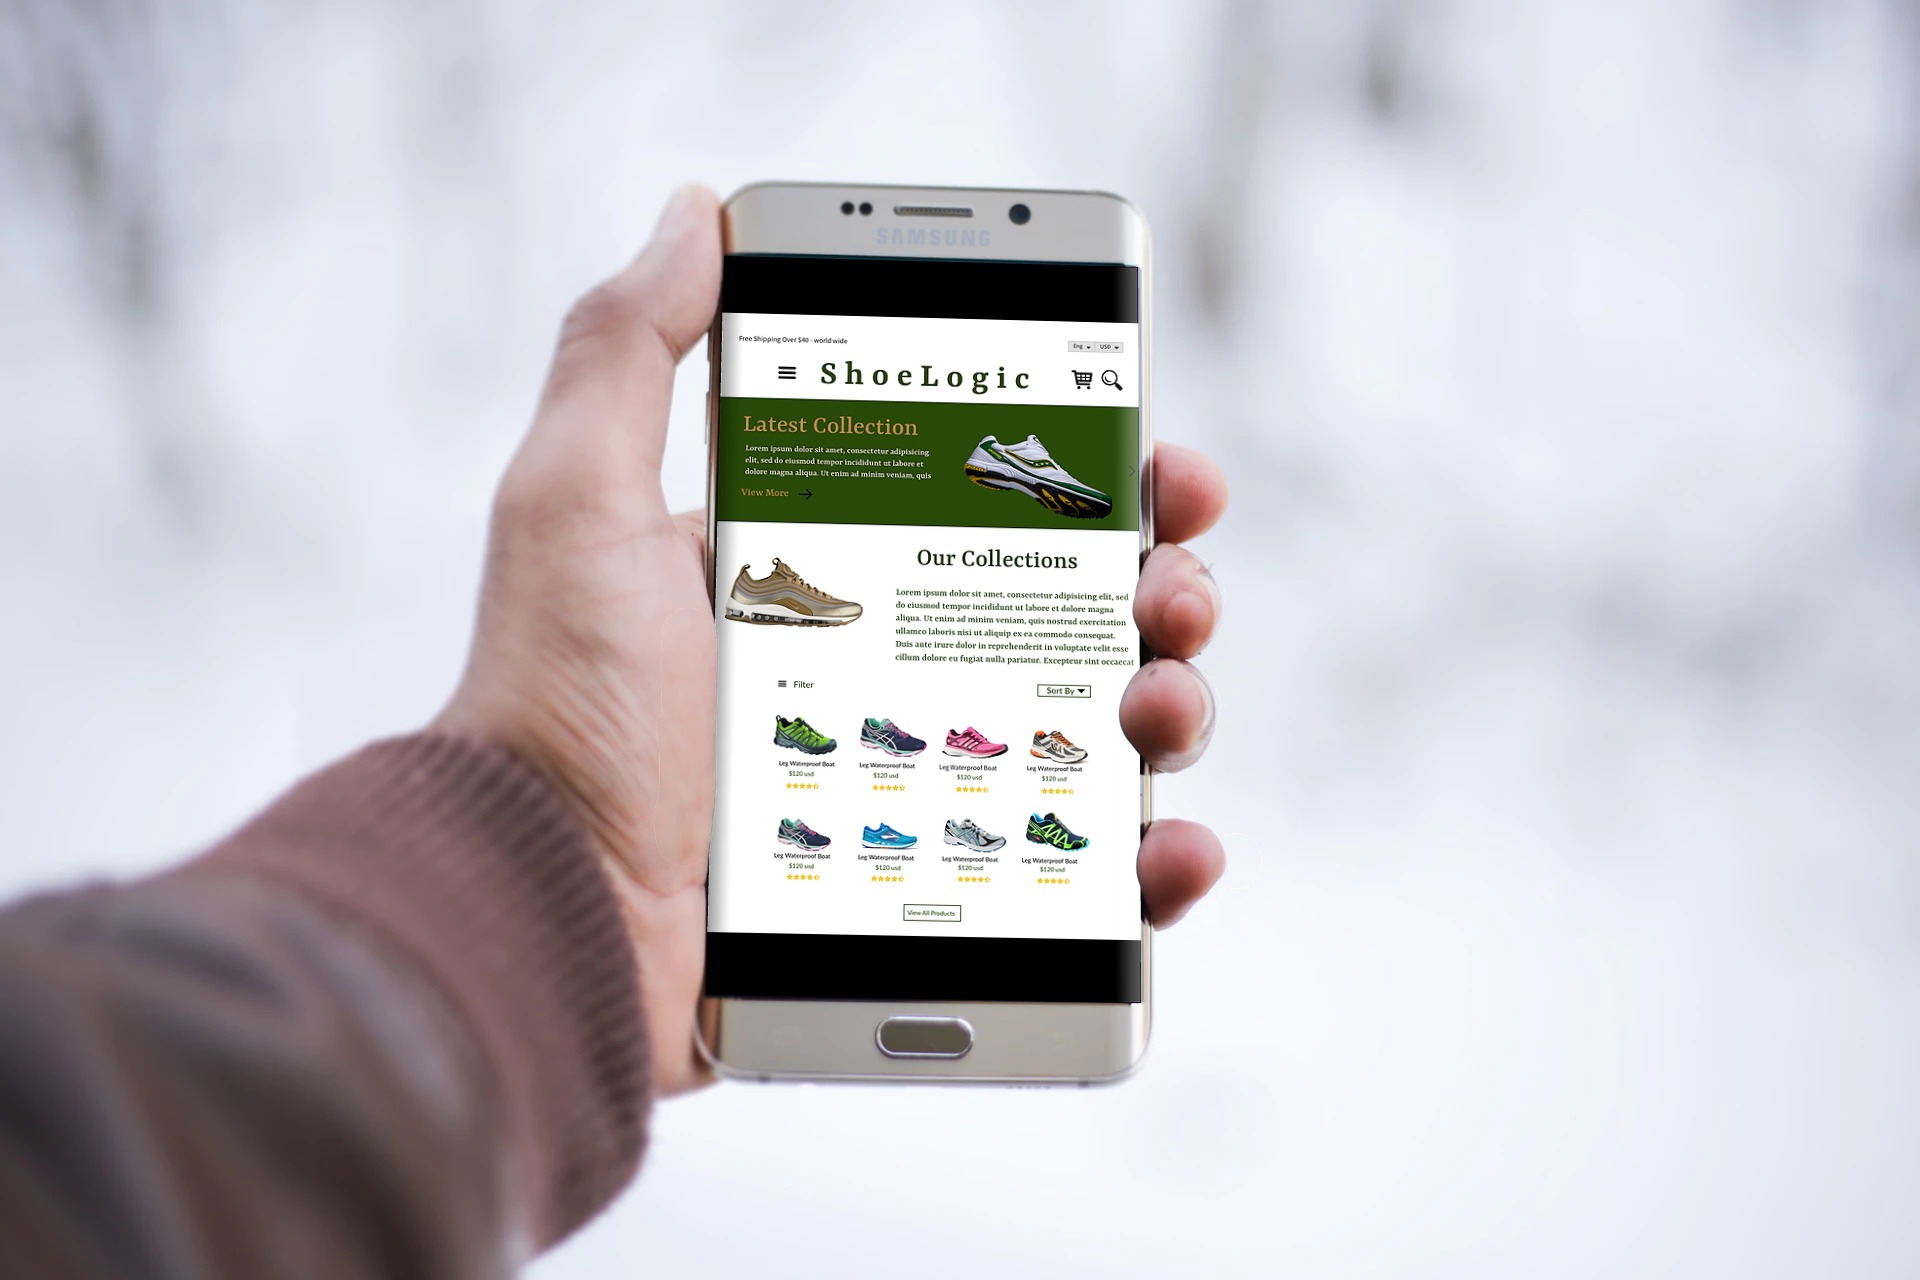 SAMSUNG
Free Shipping Over $40 - world wide
Eng USD
ShoeLogic
Latest Collection
Lorem ipsum dolor sit amet, consectetur adipisicing
elit, sed do eiusmod tempor incididunt ut labore et
dolore magna aliqua. Ut enim ad minim veniam, quis
View More
Our Collections
Lorem ipsum dolor sit amet, consectetur adipisicing elit, sed
do eiusmod tempor incididunt ut labore et dolore magna
aliqua. Ut enim ad minim veniam, quis nostrud exercitation
ullamco laboris nisi ut aliquip ex ea commodo consequat.
Duis aute irure dolor in reprehenderit in voluptate velit esse
cillum dolore eu fugiat nulla pariatur. Excepteur sint occaecat
Filter
Sort By
Leg Waterproof Boat
$120 usd
Leg Waterproof Boat
$120 usd
Leg Waterproof Boat
$120 usd
Leg Waterproof Boat
$120 usd
Leg Waterproof Boat
$120 usd
Leg Waterproof Boat
$120 usd
Leg Waterproof Boat
$120 usd
Leg Waterproof Boat
$120 usd
View All Products